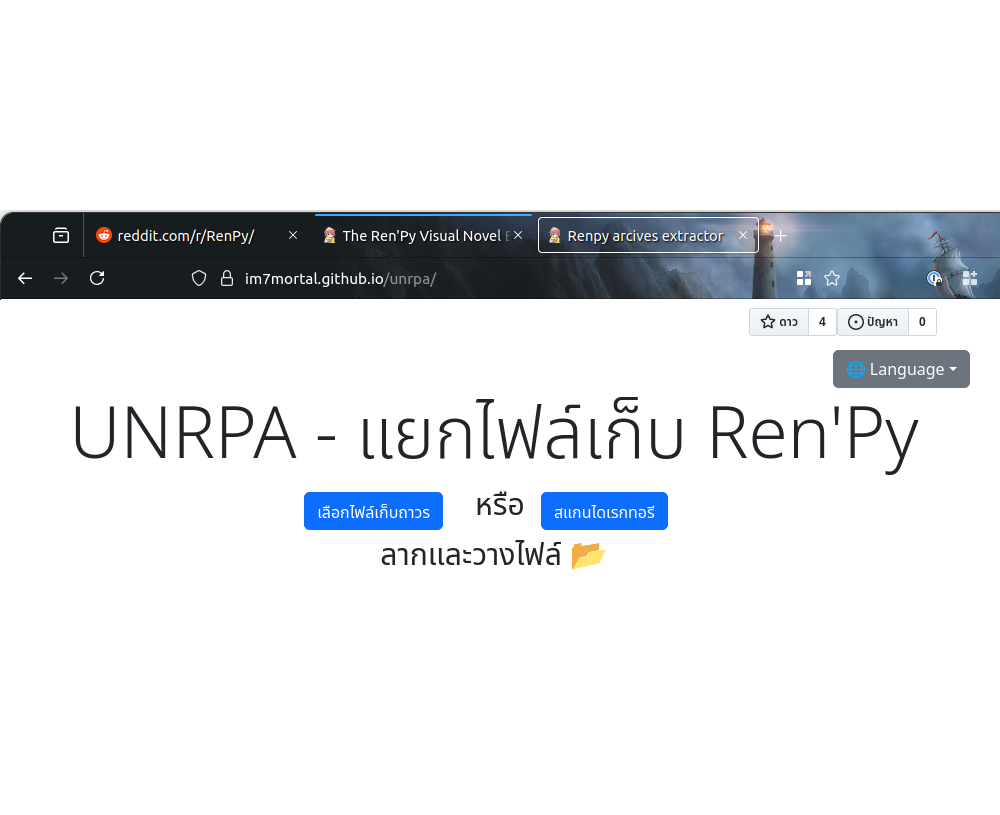 reddit.com/r/RenPy/
The Ren'Py Visual Novel
Renpy arcives extractor
im7mortal.github.io/unrpa/
ดาว 4 ปัญหา 0
🌐 Language
UNRPA - แยกไฟล์เก็บ Ren'Py
เลือกไฟล์เก็บถาวร หรือ สแกนไดเรกทอรี
ลากและวางไฟล์ 📂